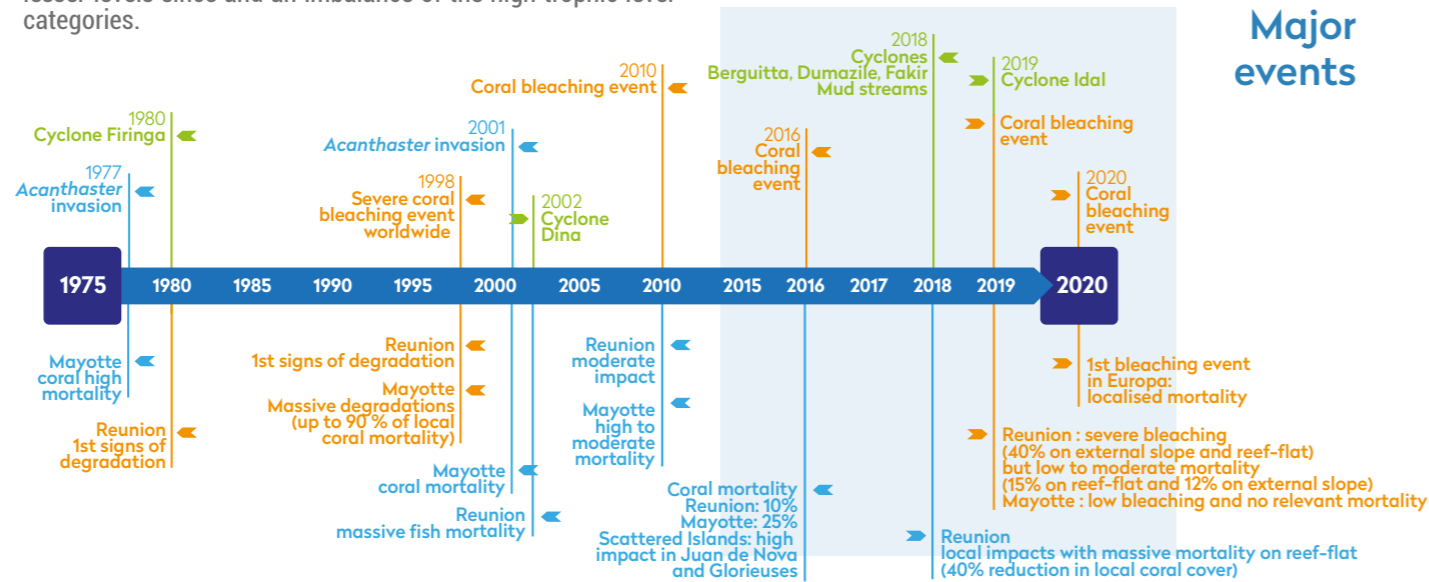 categories.
Major
events
1977
Acanthaster
invasion
1980
Cyclone Firinga
1998
Severe coral
bleaching event
worldwide
2001
Acanthaster invasion
2002
Cyclone
Dina
2010
Coral bleaching event
2016
Coral
bleaching
event
2018
Cyclones
Berguitta, Dumazile, Fakir
Mud streams
2019
Cyclone Idal
Coral bleaching
event
2020
Coral
bleaching
event
1975 1980 1985 1990 1995 2000 2005 2010 2015 2016 2017 2018 2019 2020
Mayotte
coral high
mortality
Reunion
1st signs of
degradation
Reunion
1st signs of degradation
Mayotte
Massive degradations
(up to 90 % of local
coral mortality)
Mayotte
coral mortality
Reunion
massive fish mortality
Reunion
moderate
impact
Mayotte
high to
moderate
mortality
Coral mortality
Reunion: 10%
Mayotte: 25%
Scattered Islands: high
impact in Juan de Nova
and Glorieuses
Reunion
local impacts with massive mortality on reef-flat
(40% reduction in local coral cover)
Reunion : severe bleaching
(40% on external slope and reef-flat)
but low to moderate mortality
(15% on reef-flat and 12% on external slope)
Mayotte : low bleaching and no relevant mortality
1st bleaching event
in Europa:
localised mortality